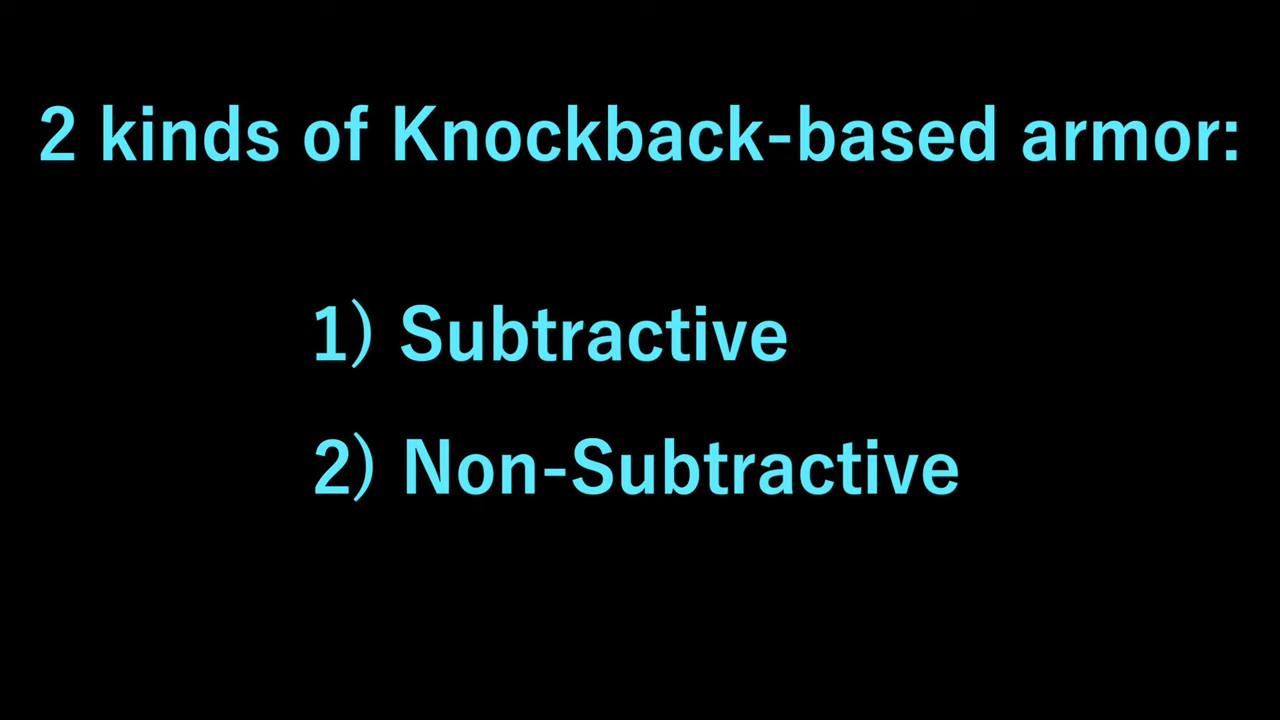 2 kinds of Knockback-based armor:
1) Subtractive
2) Non-Subtractive